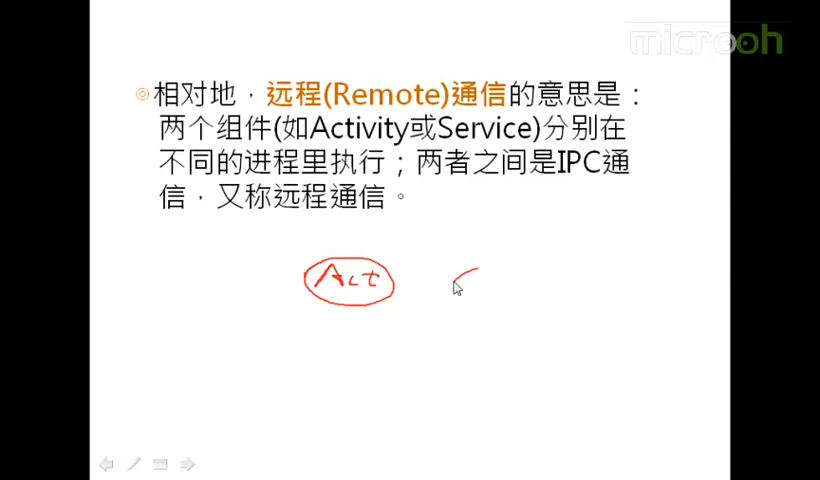 microoh
相对地，远程(Remote)通信的意思是：
两个组件(如Activity或Service)分别在
不同的进程里执行；两者之间是IPC通
信，又称远程通信。
Act